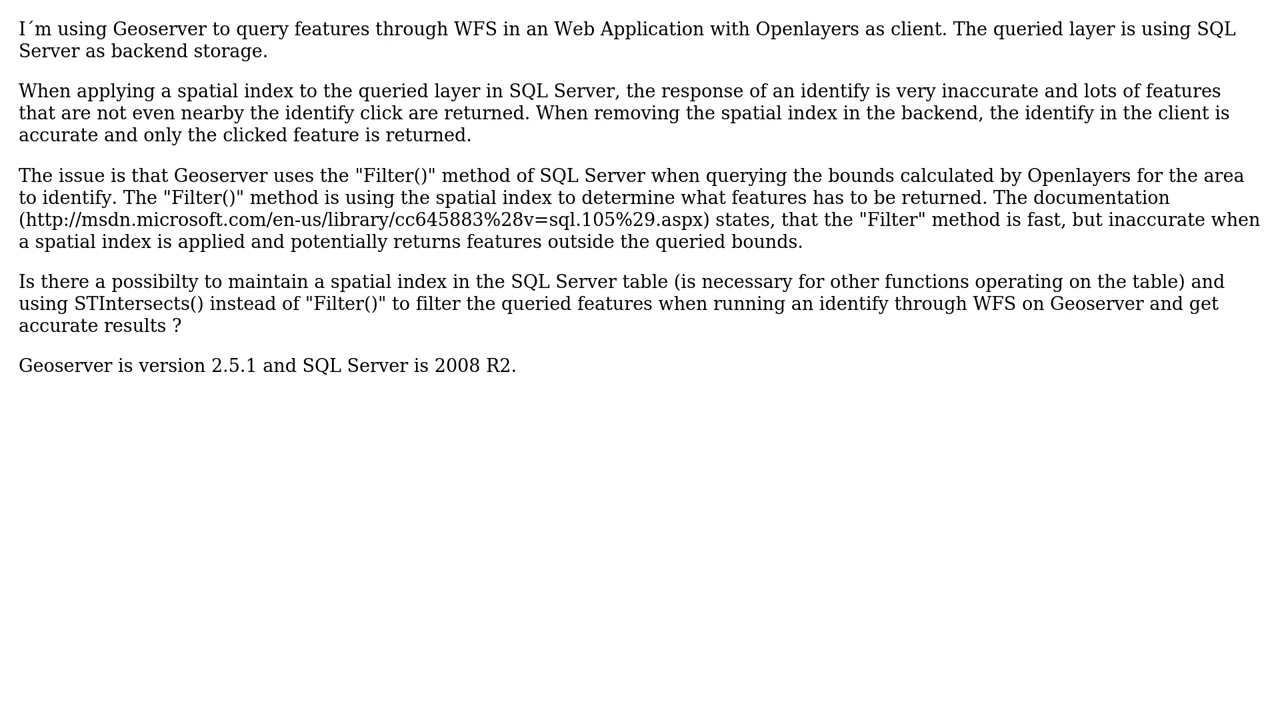 I´m using Geoserver to query features through WFS in an Web Application with Openlayers as client. The queried layer is using SQL
Server as backend storage.
When applying a spatial index to the queried layer in SQL Server, the response of an identify is very inaccurate and lots of features
that are not even nearby the identify click are returned. When removing the spatial index in the backend, the identify in the client is
accurate and only the clicked feature is returned.
The issue is that Geoserver uses the "Filter()" method of SQL Server when querying the bounds calculated by Openlayers for the area
to identify. The "Filter()" method is using the spatial index to determine what features has to be returned. The documentation
(http://msdn.microsoft.com/en-us/library/cc645883%28v=sql.105%29.aspx) states, that the "Filter" method is fast, but inaccurate when
a spatial index is applied and potentially returns features outside the queried bounds.
Is there a possibilty to maintain a spatial index in the SQL Server table (is necessary for other functions operating on the table) and
using STIntersects() instead of "Filter()" to filter the queried features when running an identify through WFS on Geoserver and get
accurate results ?
Geoserver is version 2.5.1 and SQL Server is 2008 R2.